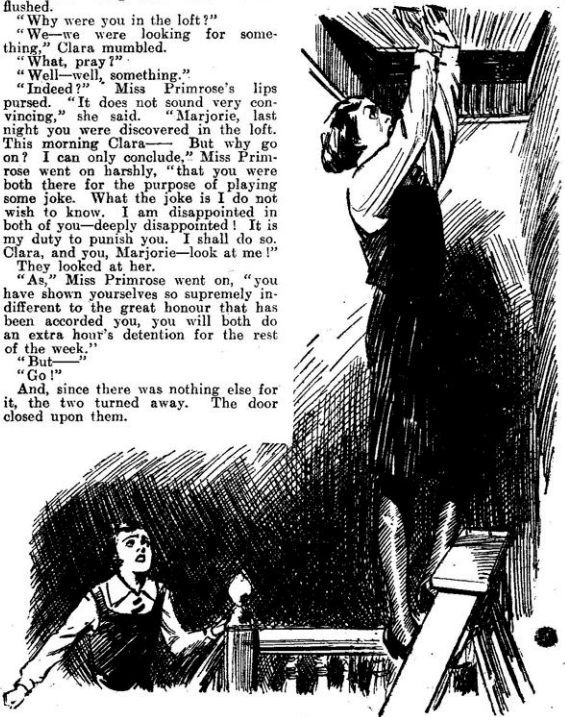 flushed.
"Why were you in the loft?"
"We—we were looking for some-
thing," Clara mumbled.
"What, pray?"
"Well—well, something."
"Indeed?" Miss Primrose's lips
pursed. "It does not sound very con-
vincing," she said. "Marjorie, last
night you were discovered in the loft.
This morning Clara—— But why go
on? I can only conclude," Miss Prim-
rose went on harshly, "that you were
both there for the purpose of playing
some joke. What the joke is I do not
wish to know. I am disappointed in
both of you—deeply disappointed! It is
my duty to punish you. I shall do so.
Clara, and you, Marjorie—look at me!"
They looked at her.
"As," Miss Primrose went on, "you
have shown yourselves so supremely in-
different to the great honour that has
been accorded you, you will both do
an extra hour's detention for the rest
of the week."
"But——"
"Go!"
And, since there was nothing else for
it, the two turned away. The door
closed upon them.